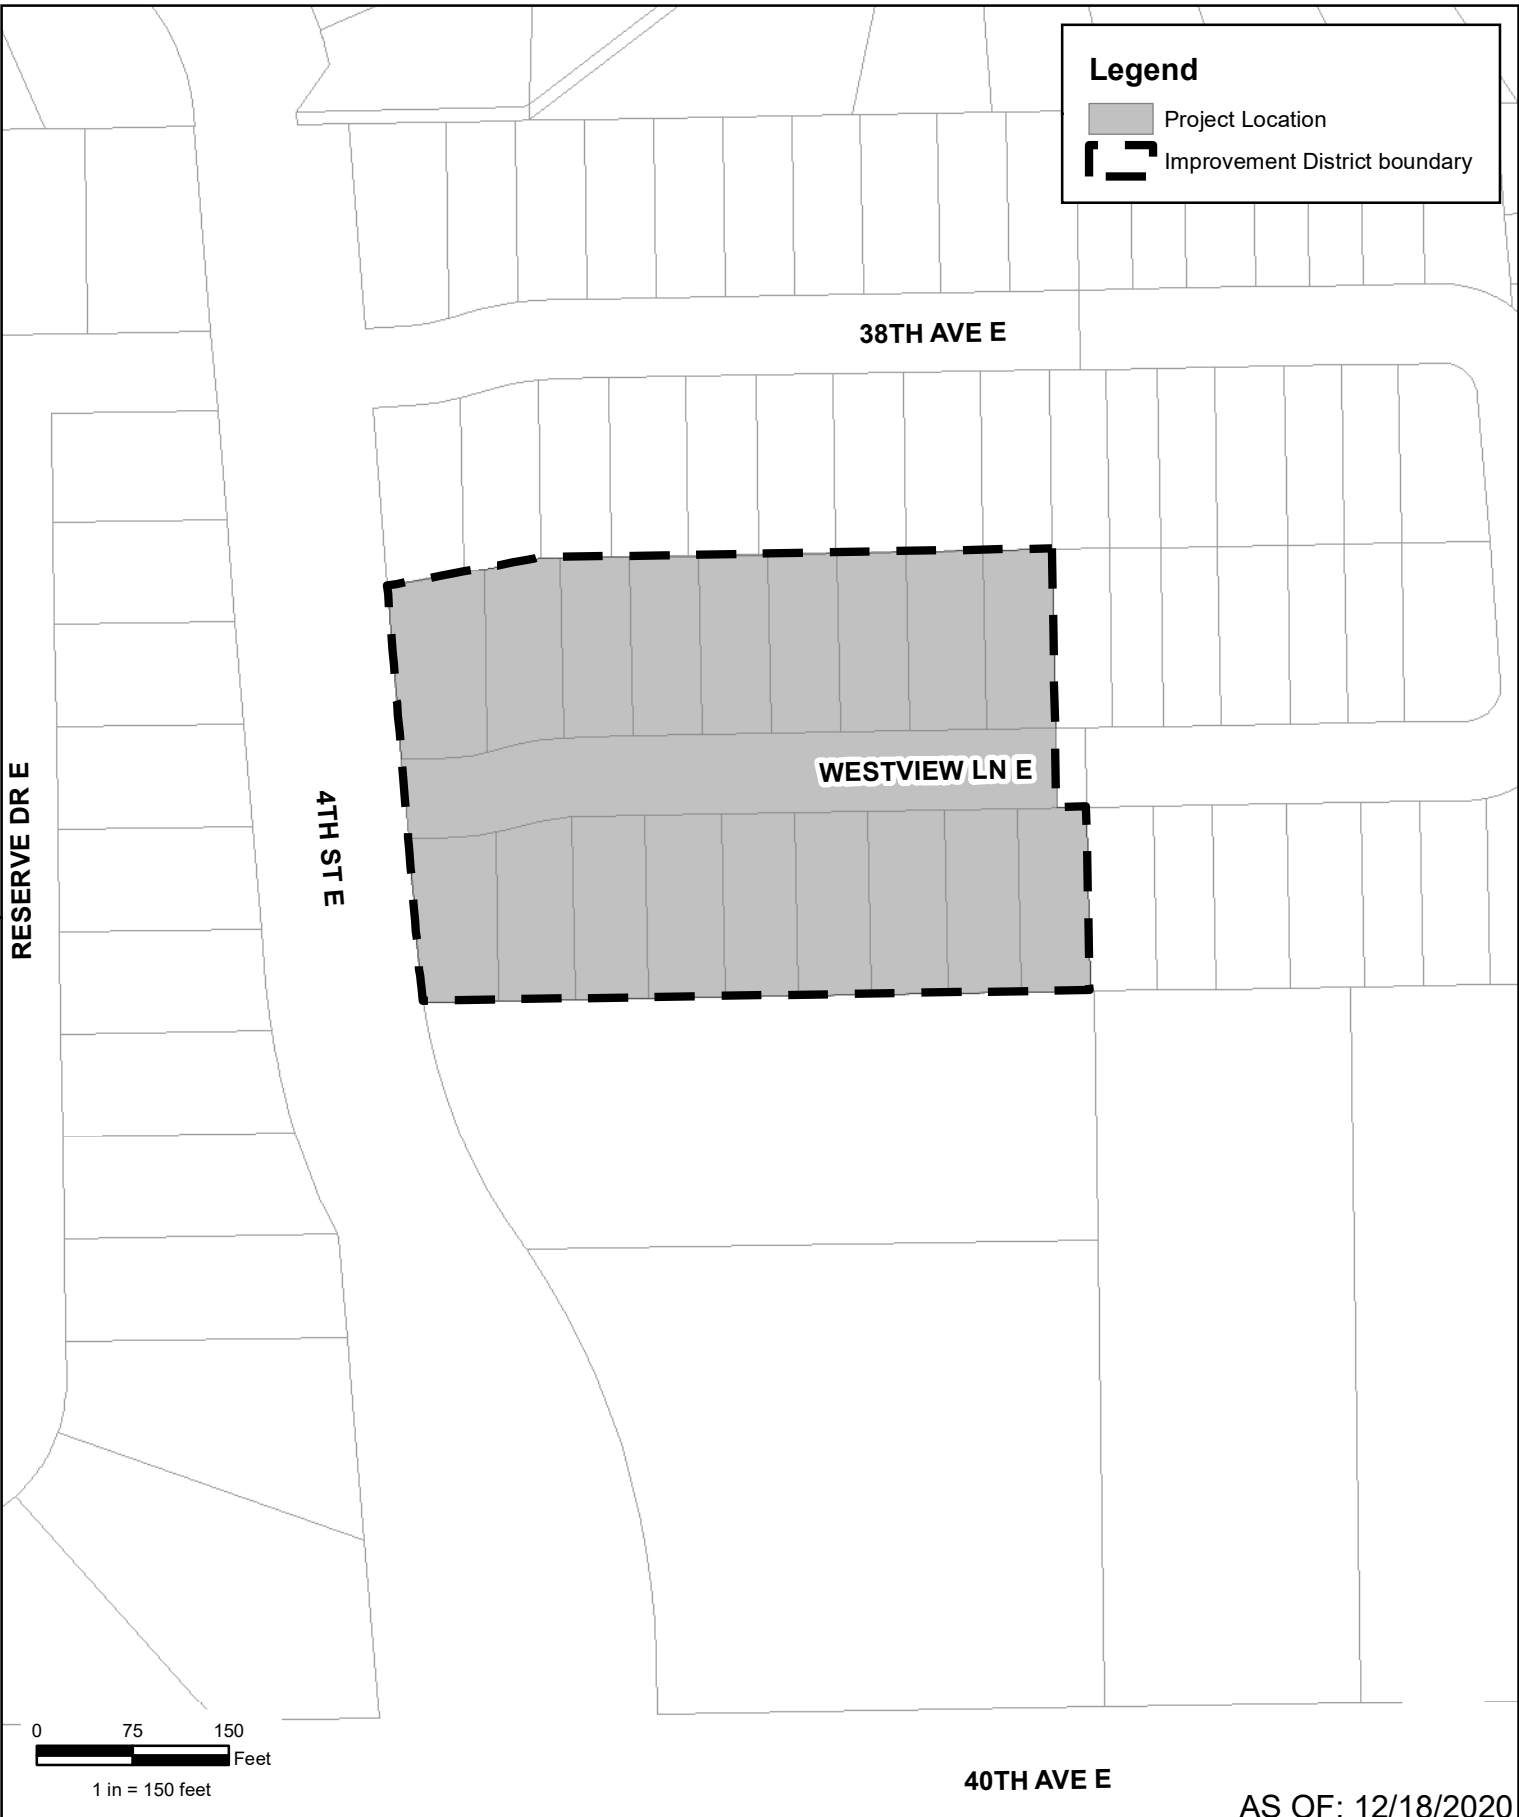 Legend
Project Location
Improvement District boundary
38TH AVE E
WESTVIEW LN E
4TH ST E
RESERVE DR E
0 75 150
Feet
1 in = 150 feet
40TH AVE E
AS OF: 12/18/2020